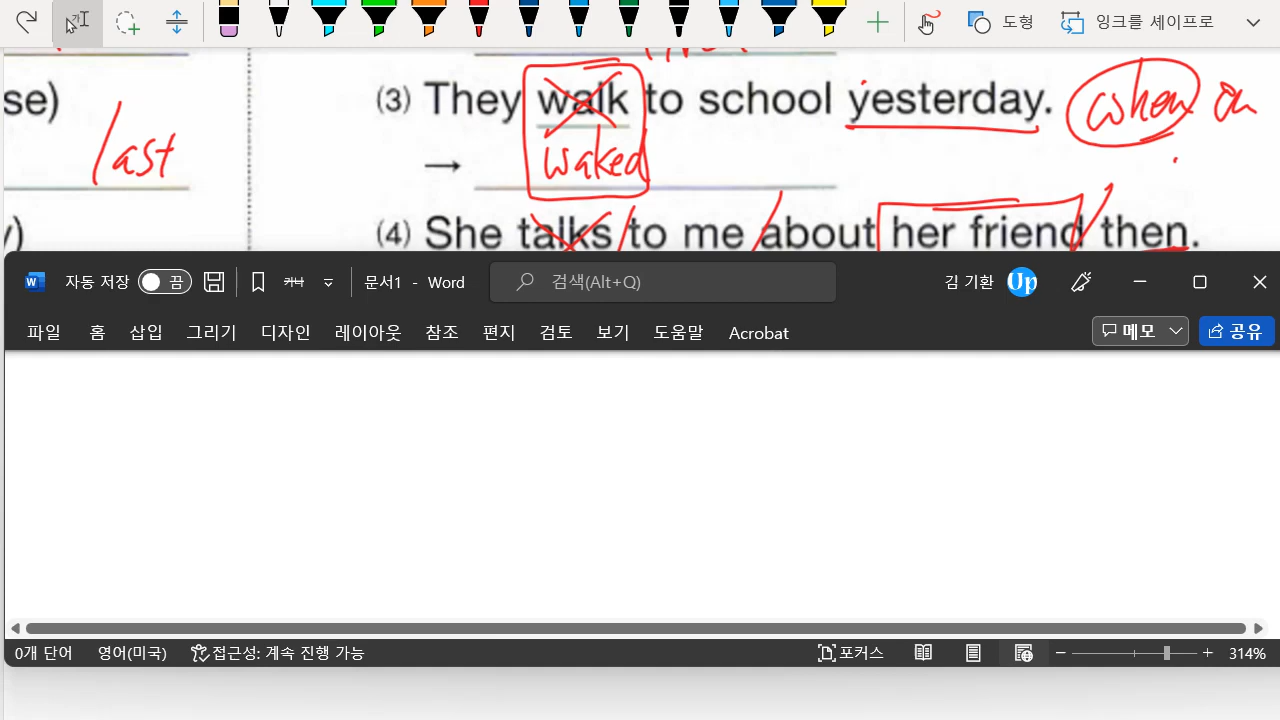 도형
잉크를 셰이프로
se)
last
(3) They walk to school yesterday.
when on
→ waked
y)
(4) She talks to me about her friend then.
자동 저장 끔
가나
문서1 - Word
검색(Alt+Q)
김 기환
Up
파일 홈 삽입 그리기 디자인 레이아웃 참조 편지 검토 보기 도움말 Acrobat
메모
공유
0개 단어
영어(미국)
접근성: 계속 진행 가능
포커스
314%